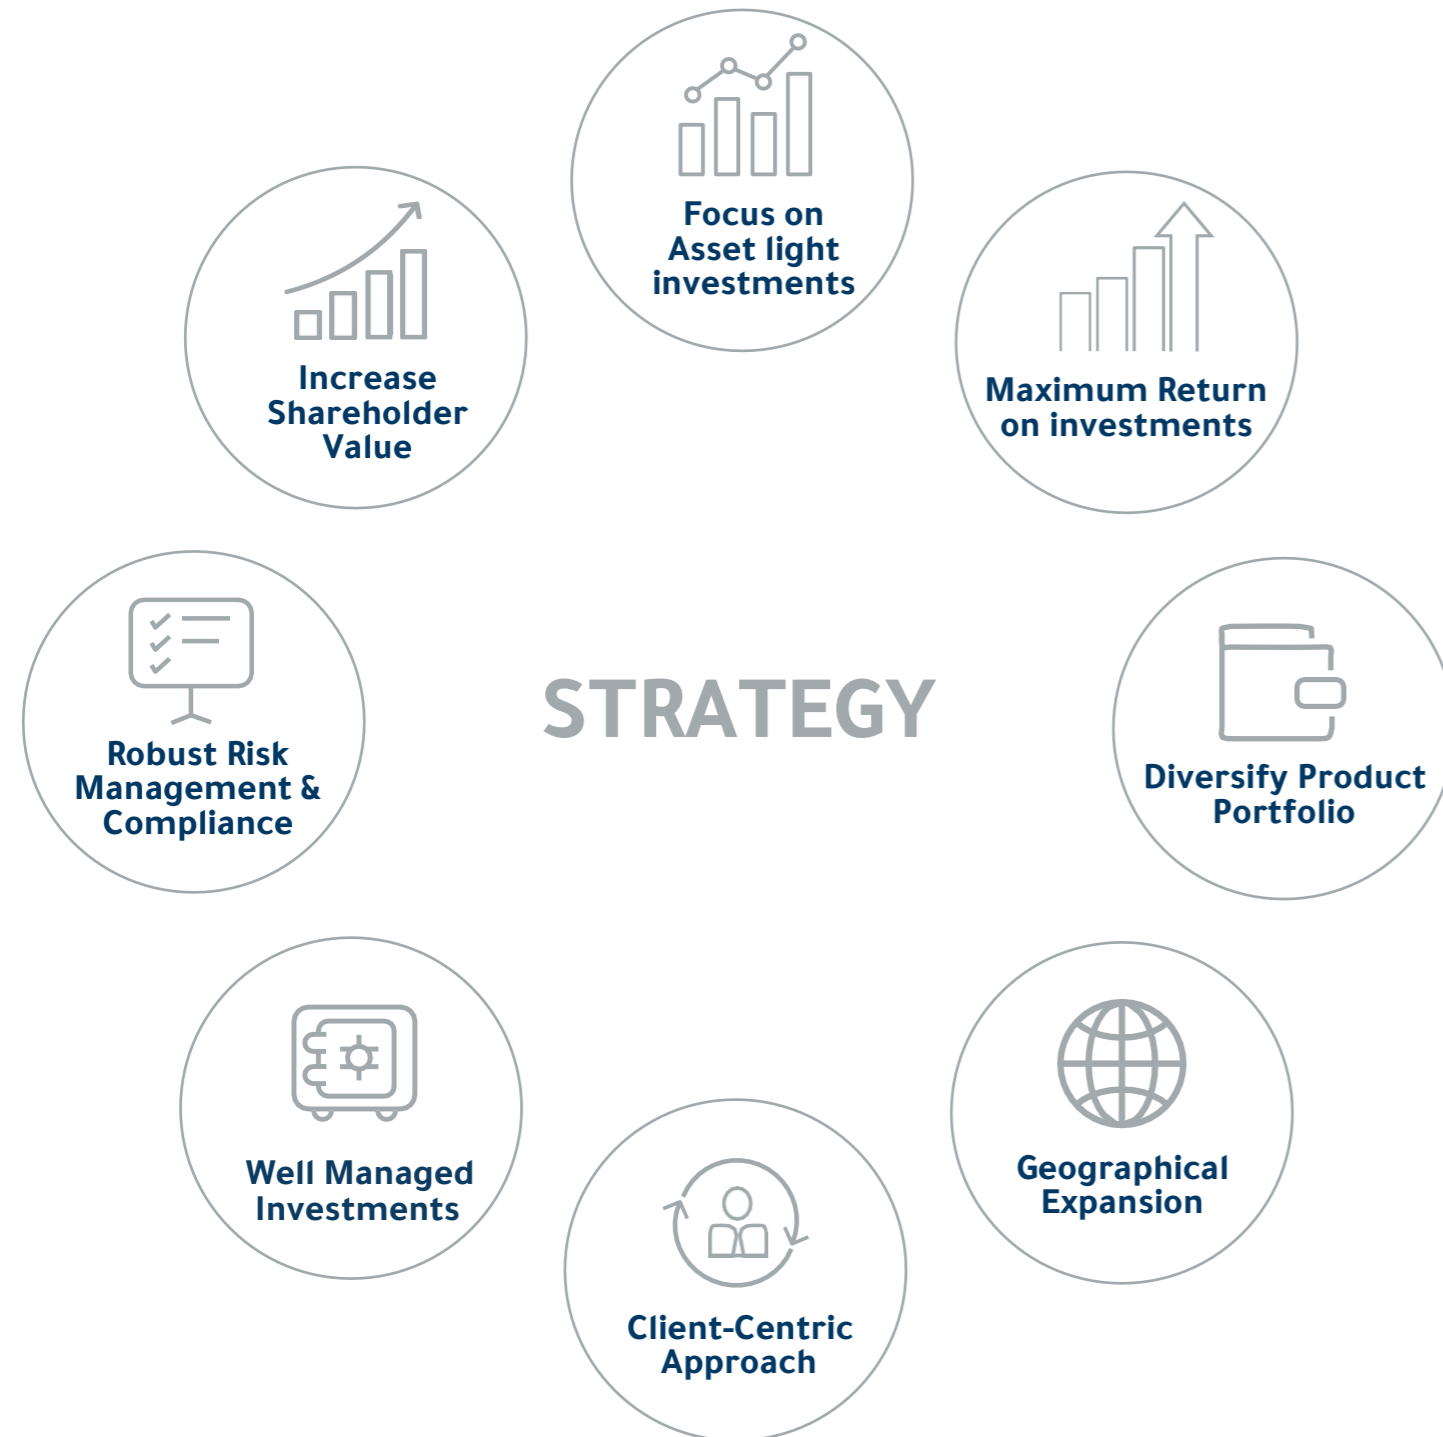 Focus on
Asset light
investments
Maximum Return
on investments
Diversify Product
Portfolio
Geographical
Expansion
Client-Centric
Approach
Well Managed
Investments
Robust Risk
Management &
Compliance
Increase
Shareholder
Value
STRATEGY